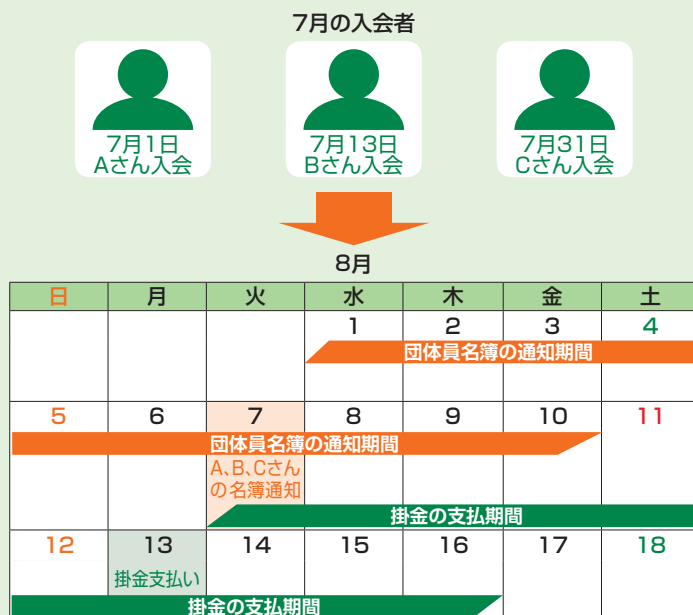 7月の入会者
7月1日
Aさん入会
7月13日
Bさん入会
7月31日
Cさん入会
8月
日 月 火 水 木 金 土
1 2 3 4
団体員名簿の通知期間
5 6 7 8 9 10 11
団体員名簿の通知期間
A、B、Cさん
の名簿通知
掛金の支払期間
12 13 14 15 16 17 18
掛金支払い
掛金の支払期間